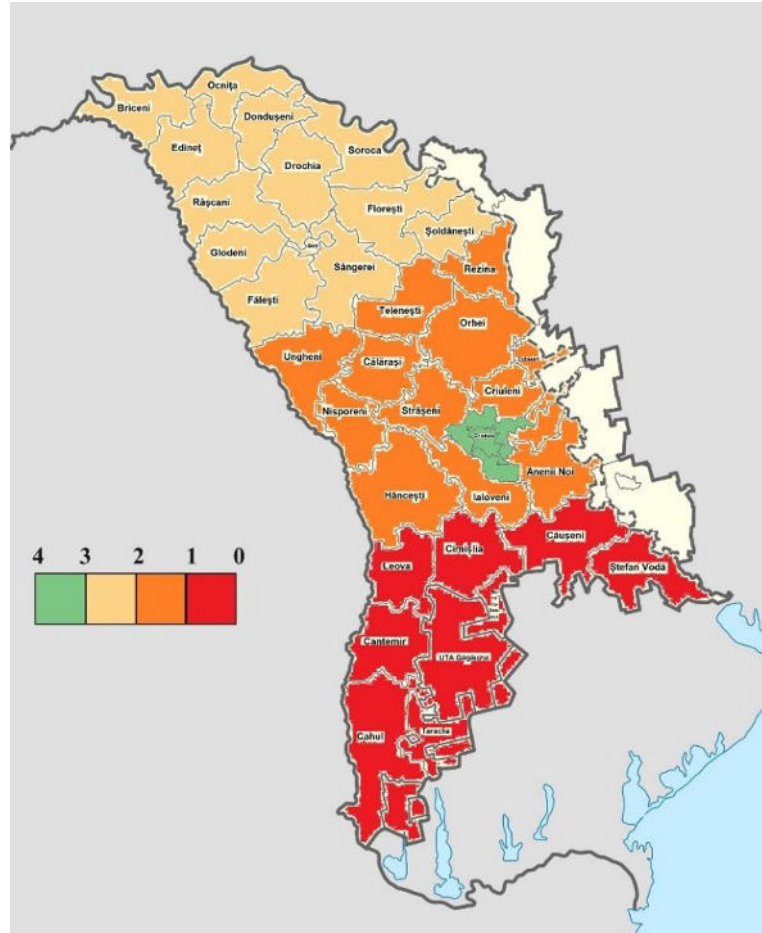 Ocnița
Briceni
Dondușeni
Edineț
Soroca
Drochia
Râșcani
Florești
Șoldănești
Glodeni
Sângerei
Rezina
Fălești
Telenești
Orhei
Ungheni
Călărași
Criuleni
Nisporeni
Strășeni
Anenii Noi
Hâncești
Ialoveni
Căușeni
Cimișlia
4 3 2 1 0
Leova
Ștefan Vodă
Cantemir
UTA Găgăuzia
Taraclia
Cahul